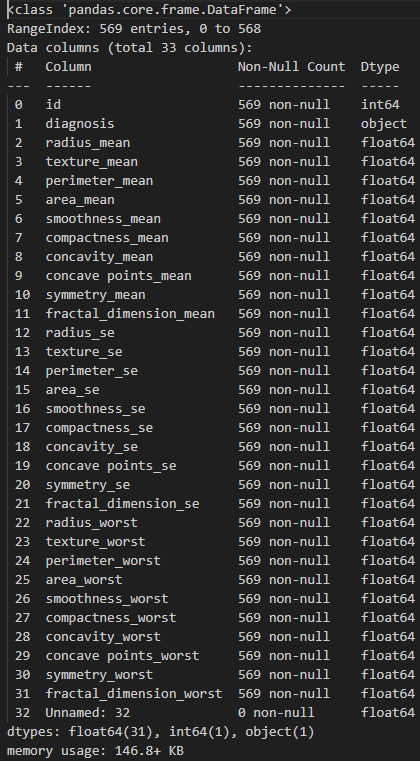 <class 'pandas.core.frame.DataFrame'>
RangeIndex: 569 entries, 0 to 568
Data columns (total 33 columns):
 #   Column                   Non-Null Count  Dtype
---  ------                   --------------  -----
 0   id                       569 non-null    int64
 1   diagnosis                569 non-null    object
 2   radius_mean              569 non-null    float64
 3   texture_mean             569 non-null    float64
 4   perimeter_mean           569 non-null    float64
 5   area_mean                569 non-null    float64
 6   smoothness_mean          569 non-null    float64
 7   compactness_mean         569 non-null    float64
 8   concavity_mean           569 non-null    float64
 9   concave points_mean      569 non-null    float64
 10  symmetry_mean            569 non-null    float64
 11  fractal_dimension_mean   569 non-null    float64
 12  radius_se                569 non-null    float64
 13  texture_se               569 non-null    float64
 14  perimeter_se             569 non-null    float64
 15  area_se                  569 non-null    float64
 16  smoothness_se            569 non-null    float64
 17  compactness_se           569 non-null    float64
 18  concavity_se             569 non-null    float64
 19  concave points_se        569 non-null    float64
 20  symmetry_se              569 non-null    float64
 21  fractal_dimension_se     569 non-null    float64
 22  radius_worst             569 non-null    float64
 23  texture_worst            569 non-null    float64
 24  perimeter_worst          569 non-null    float64
 25  area_worst               569 non-null    float64
 26  smoothness_worst         569 non-null    float64
 27  compactness_worst        569 non-null    float64
 28  concavity_worst          569 non-null    float64
 29  concave points_worst     569 non-null    float64
 30  symmetry_worst           569 non-null    float64
 31  fractal_dimension_worst  569 non-null    float64
 32  Unnamed: 32              0 non-null      float64
dtypes: float64(31), int64(1), object(1)
memory usage: 146.8+ KB